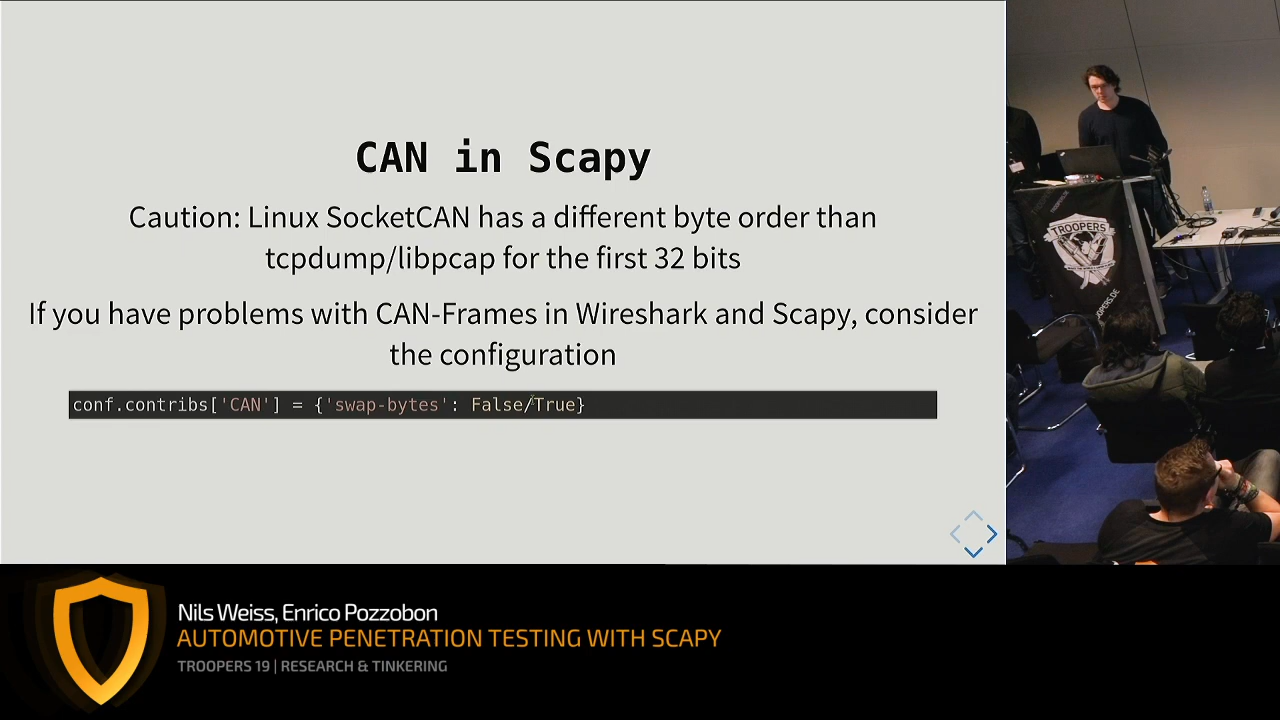 CAN in Scapy
Caution: Linux SocketCAN has a different byte order than
tcpdump/libpcap for the first 32 bits
If you have problems with CAN-Frames in Wireshark and Scapy, consider
the configuration
conf.contribs['CAN'] = {'swap-bytes': False/True}
TROOPERS
Nils Weiss, Enrico Pozzobon
AUTOMOTIVE PENETRATION TESTING WITH SCAPY
TROOPERS 19 | RESEARCH & TINKERING